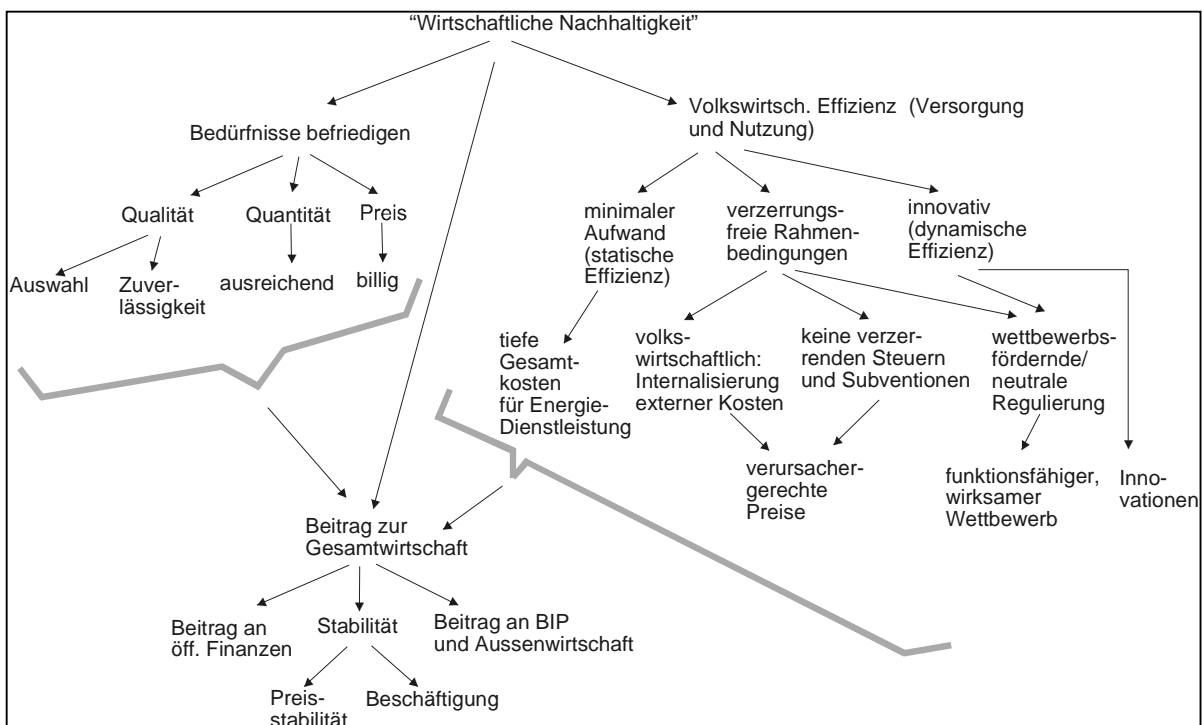 “Wirtschaftliche Nachhaltigkeit”
Bedürfnisse befriedigen
Volkswirtsch. Effizienz (Versorgung
und Nutzung)
Qualität
Quantität
Preis
Auswahl
Zuver-
lässigkeit
ausreichend
billig
minimaler
Aufwand
(statische
Effizienz)
verzerrungs-
freie Rahmen-
bedingungen
innovativ
(dynamische
Effizienz)
tiefe
Gesamt-
kosten
für Energie-
Dienstleistung
volks-
wirtschaftlich:
Internalisierung
externer Kosten
keine verzer-
renden Steuern
und Subventionen
wettbewerbs-
fördernde/
neutrale
Regulierung
verursacher-
gerechte
Preise
funktionsfähiger,
wirksamer
Wettbewerb
Inno-
vationen
Beitrag zur
Gesamtwirtschaft
Beitrag an
öff. Finanzen
Stabilität
Beitrag an BIP
und Aussenwirtschaft
Preis-
stabilität
Beschäftigung